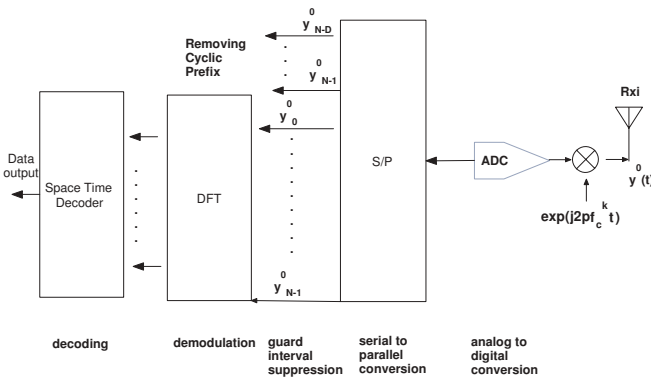 y 0 N-D
Removing
Cyclic
Prefix
y 0 N-1
y 0 0
Rxi
Data
output
Space Time
Decoder
DFT
S/P
ADC
y 0 (t)
exp(j2pf c k t)
y 0 N-1
decoding
demodulation
guard
interval
suppression
serial to
parallel
conversion
analog to
digital
conversion